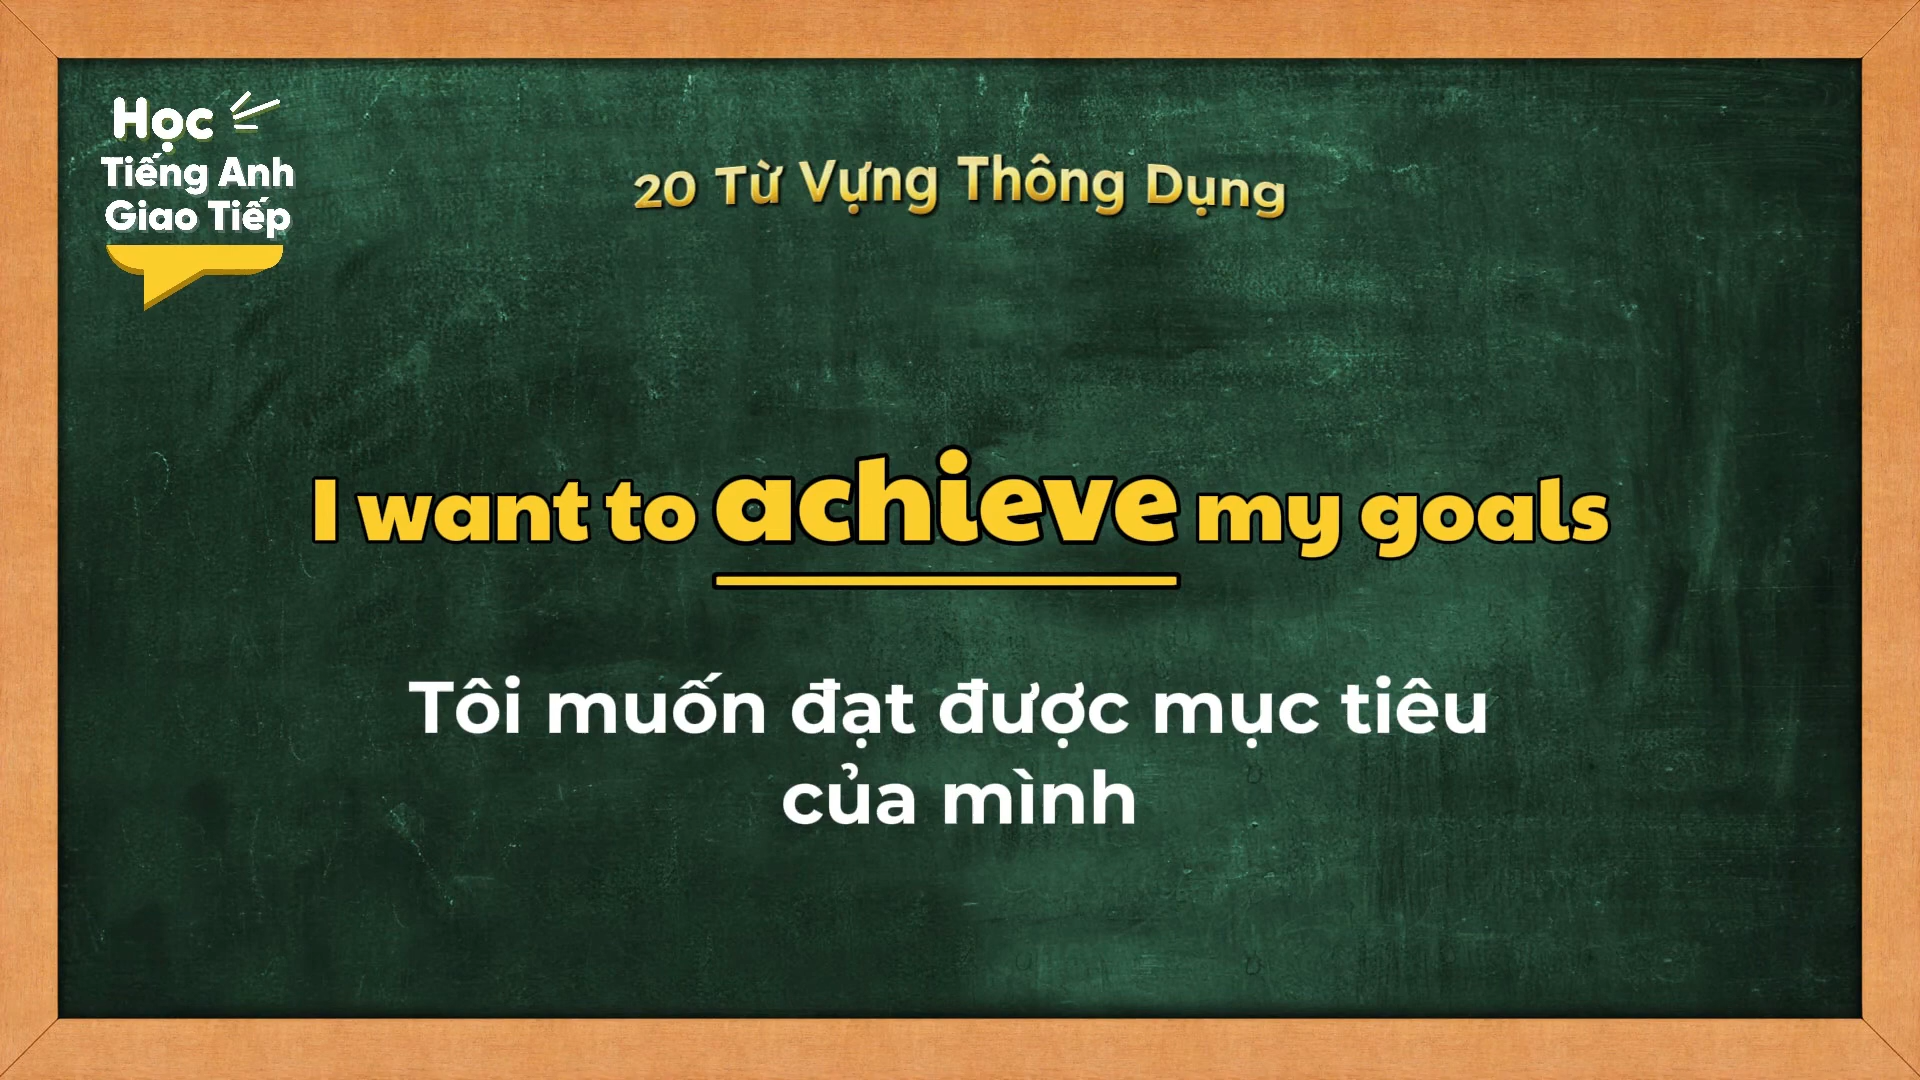 Học
Tiếng Anh
Giao Tiếp
20 Từ Vựng Thông Dụng
I want to achieve my goals
Tôi muốn đạt được mục tiêu
của mình